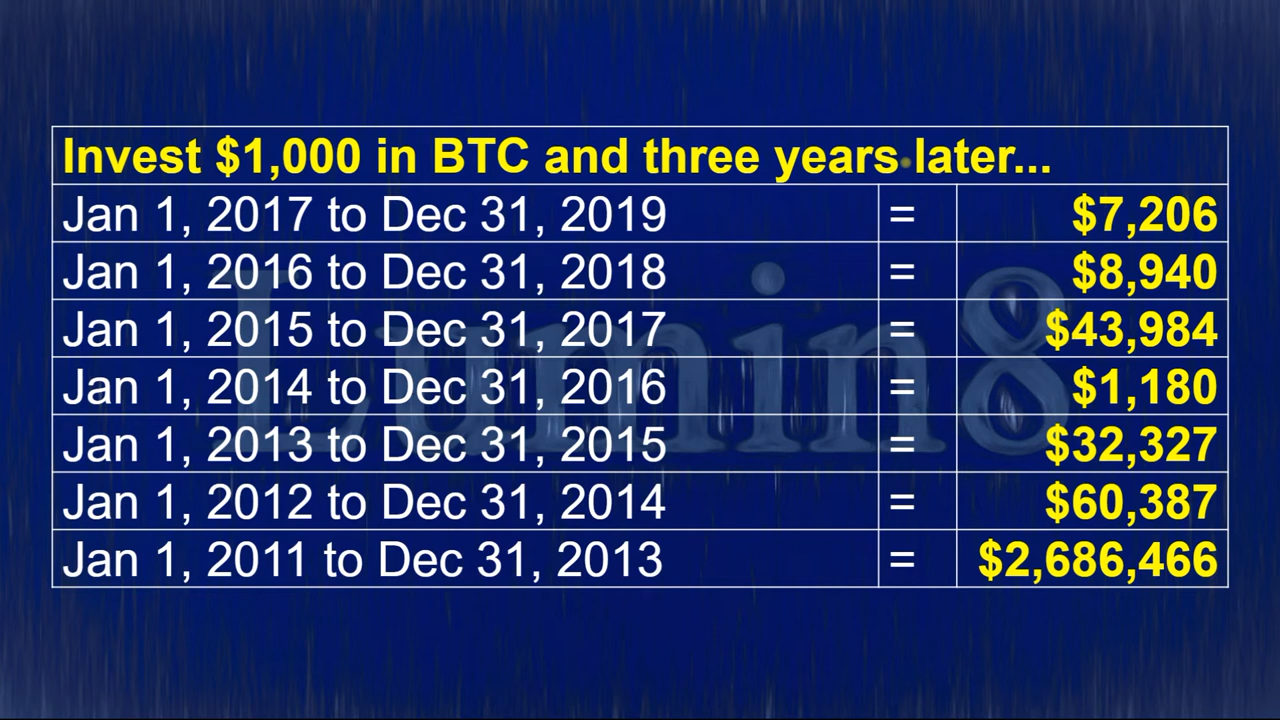 Invest $1,000 in BTC and three years later...
Jan 1, 2017 to Dec 31, 2019 = $7,206
Jan 1, 2016 to Dec 31, 2018 = $8,940
Jan 1, 2015 to Dec 31, 2017 = $43,984
Jan 1, 2014 to Dec 31, 2016 = $1,180
Jan 1, 2013 to Dec 31, 2015 = $32,327
Jan 1, 2012 to Dec 31, 2014 = $60,387
Jan 1, 2011 to Dec 31, 2013 = $2,686,466
Lumin8